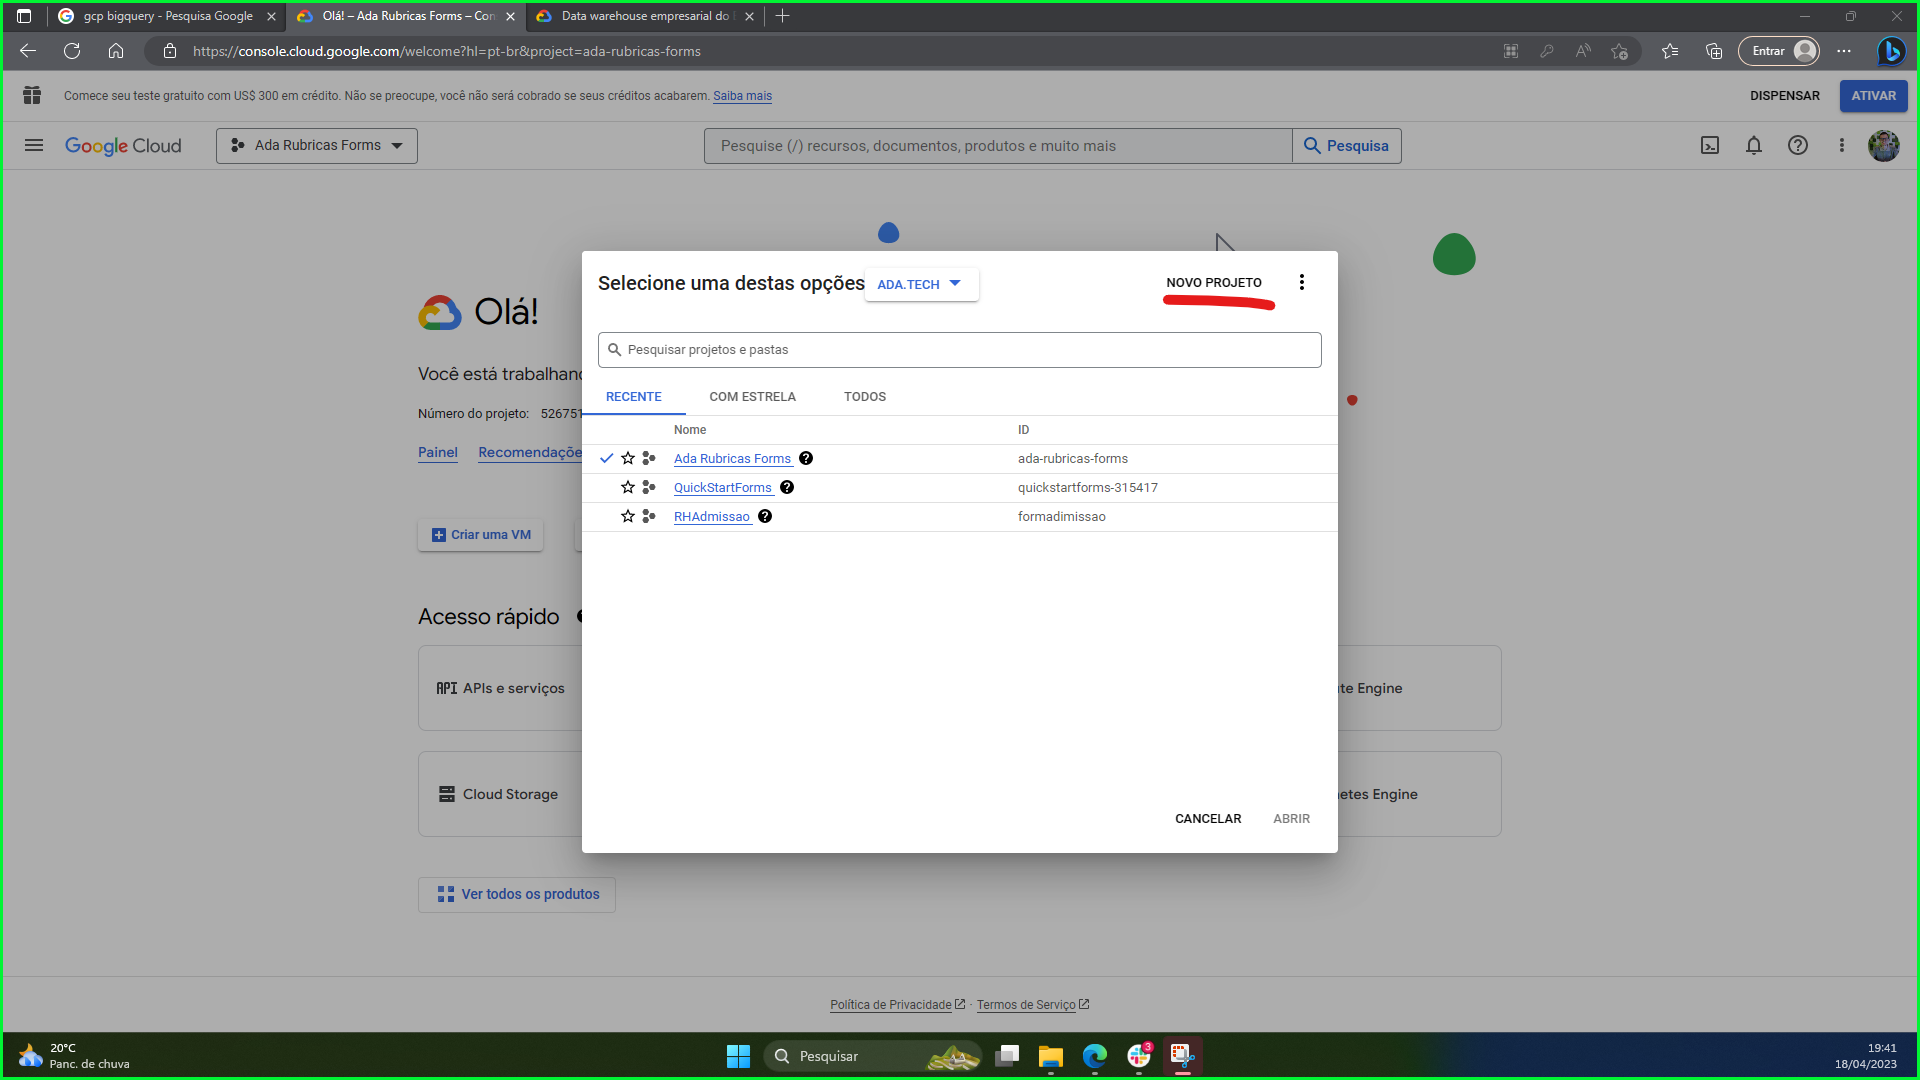 gcp bigquery - Pesquisa Google
Olá! – Ada Rubricas Forms – Con
Data warehouse empresarial do
https://console.cloud.google.com/welcome?hl=pt-br&project=ada-rubricas-forms
Entrar
Comece seu teste gratuito com US$ 300 em crédito. Não se preocupe, você não será cobrado se seus créditos acabarem. Saiba mais
DISPENSAR
ATIVAR
Google Cloud
Ada Rubricas Forms
Pesquise (/) recursos, documentos, produtos e muito mais
Pesquisa
Selecione uma destas opções
ADA.TECH
NOVO PROJETO
Olá!
Pesquisar projetos e pastas
Você está trabalhand
RECENTE
COM ESTRELA
TODOS
Número do projeto: 526751
Nome
ID
Painel
Recomendaçõe
Ada Rubricas Forms
ada-rubricas-forms
QuickStartForms
quickstartforms-315417
RHAdmissao
formadimissao
Criar uma VM
Acesso rápido
API APIs e serviços
te Engine
Cloud Storage
etes Engine
CANCELAR
ABRIR
Ver todos os produtos
Política de Privacidade · Termos de Serviço
20°C
Panc. de chuva
Pesquisar
3
19:41
18/04/2023